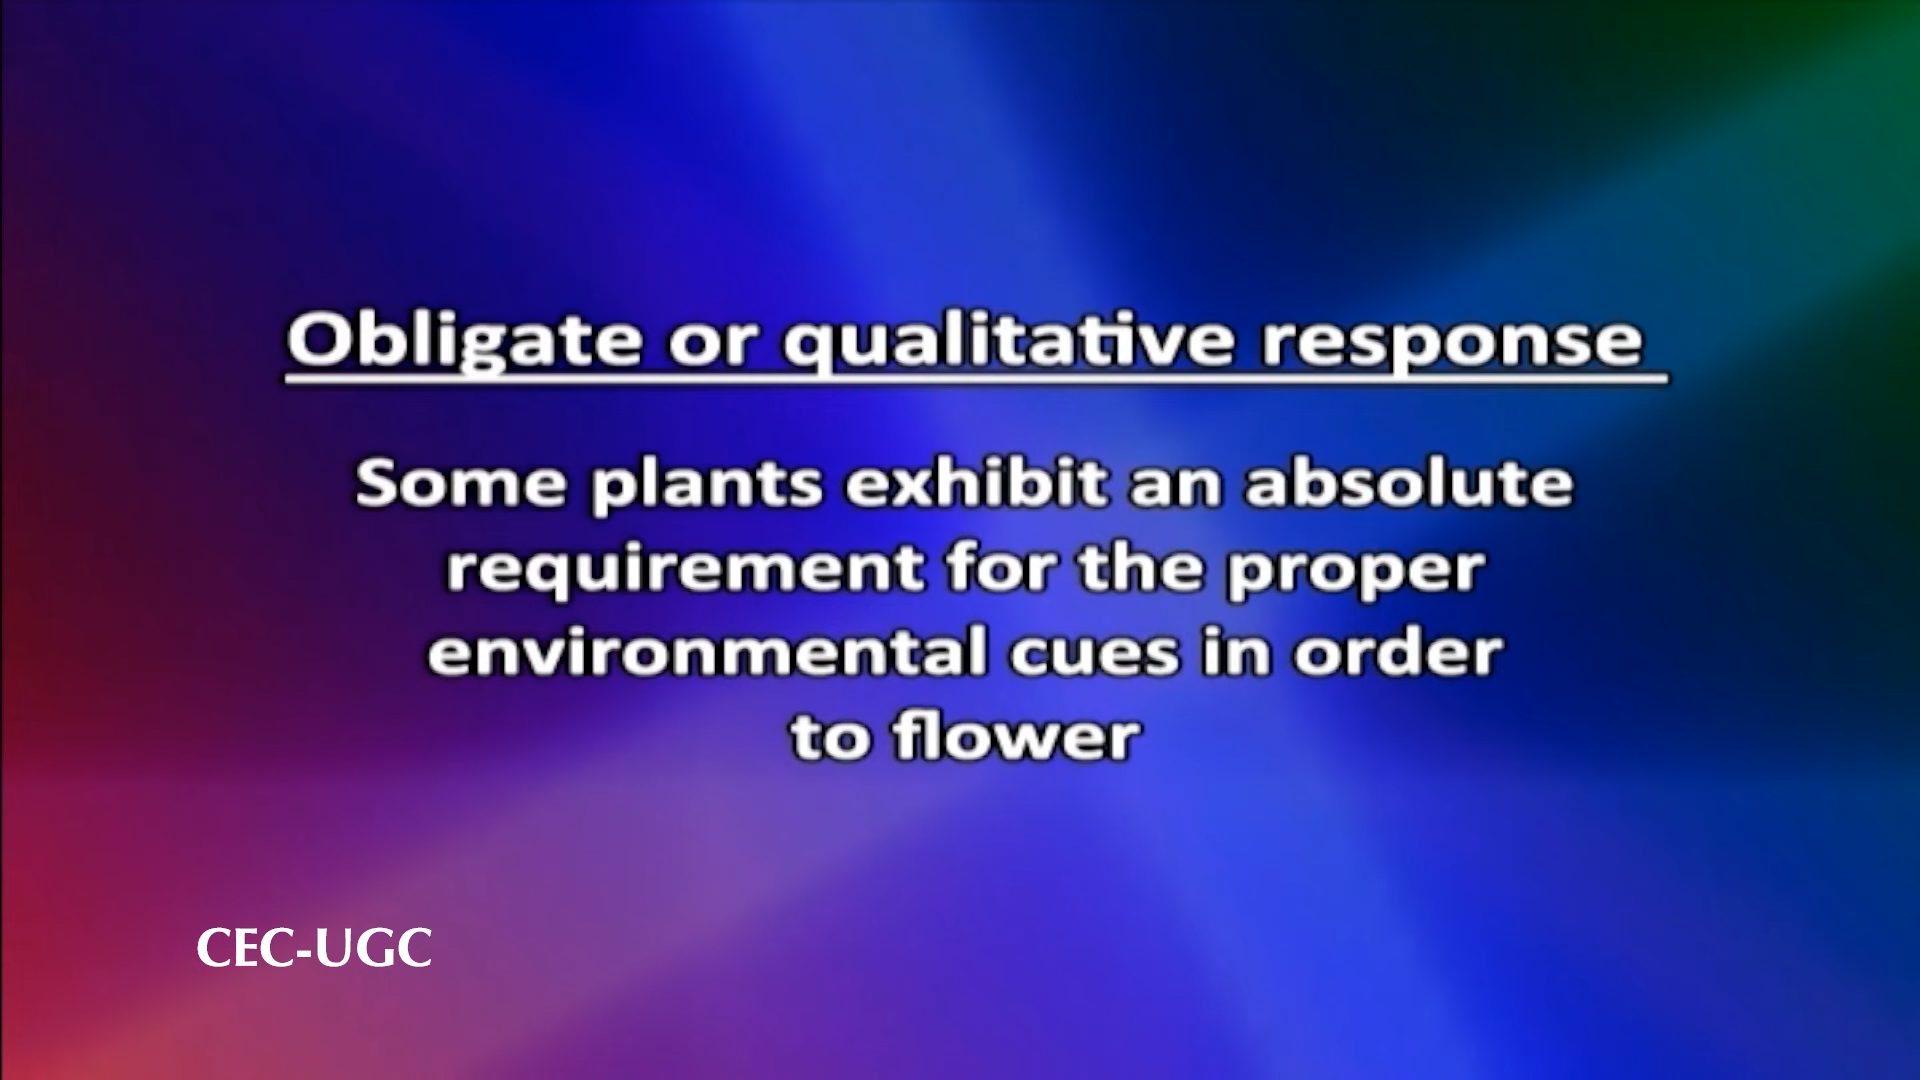 Obligate or qualitative response
Some plants exhibit an absolute
requirement for the proper
environmental cues in order
to flower
CEC-UGC